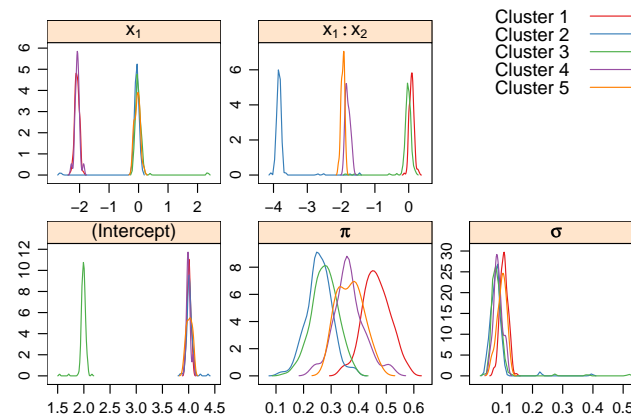 x₁
x₁ : x₂
Cluster 1
Cluster 2
Cluster 3
Cluster 4
Cluster 5
0 1 2 3 4 5 6
−2 −1 0 1 2
0 2 4 6
−4 −3 −2 −1 0
(Intercept)
π
σ
0 2 4 6 8 10 12
1.5 2.0 2.5 3.0 3.5 4.0 4.5
0 2 4 6 8
0.1 0.2 0.3 0.4 0.5 0.6
0 5 10 15 20 25 30
0.1 0.2 0.3 0.4